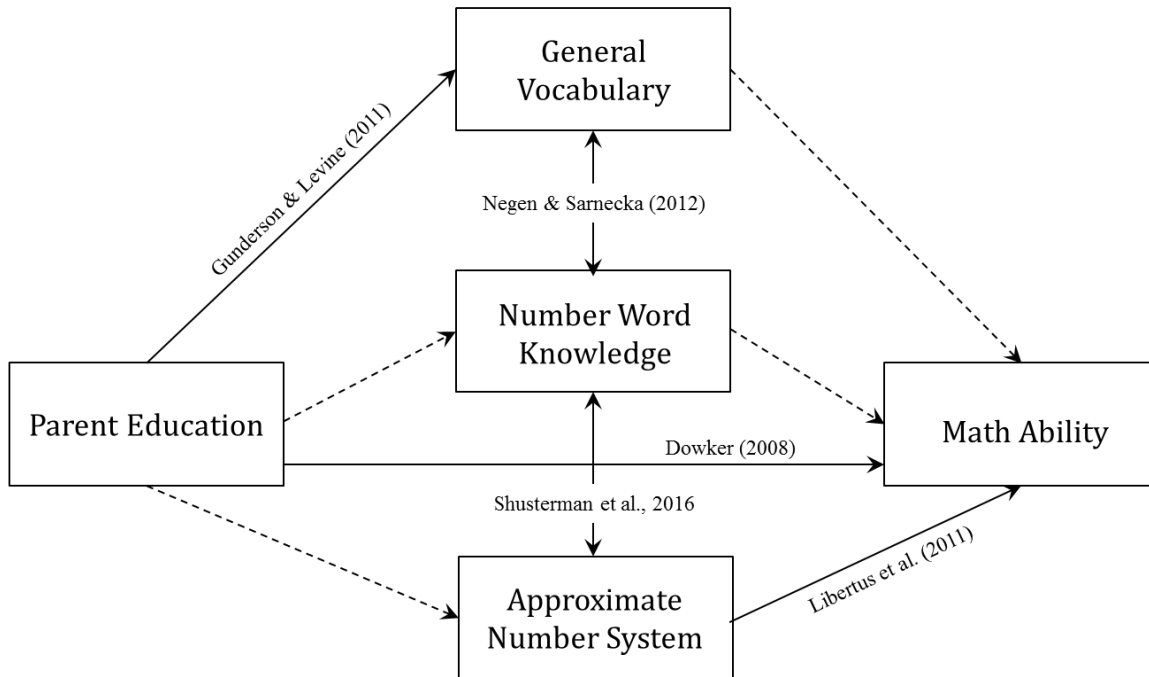 General
Vocabulary
Gunderson & Levine (2011)
Negen & Sarnecka (2012)
Number Word
Knowledge
Parent Education
Math Ability
Dowker (2008)
Shusterman et al., 2016
Libertus et al. (2011)
Approximate
Number System